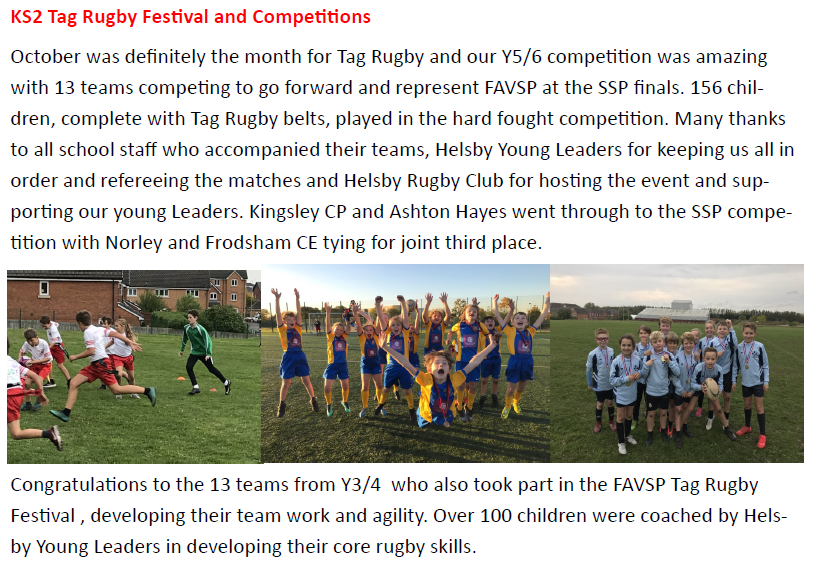 KS2 Tag Rugby Festival and Competitions
October was definitely the month for Tag Rugby and our Y5/6 competition was amazing
with 13 teams competing to go forward and represent FAVSP at the SSP finals. 156 chil-
dren, complete with Tag Rugby belts, played in the hard fought competition. Many thanks
to all school staff who accompanied their teams, Helsby Young Leaders for keeping us all in
order and refereeing the matches and Helsby Rugby Club for hosting the event and sup-
porting our young Leaders. Kingsley CP and Ashton Hayes went through to the SSP compe-
tition with Norley and Frodsham CE tying for joint third place.
Congratulations to the 13 teams from Y3/4  who also took part in the FAVSP Tag Rugby
Festival , developing their team work and agility. Over 100 children were coached by Hels-
by Young Leaders in developing their core rugby skills.